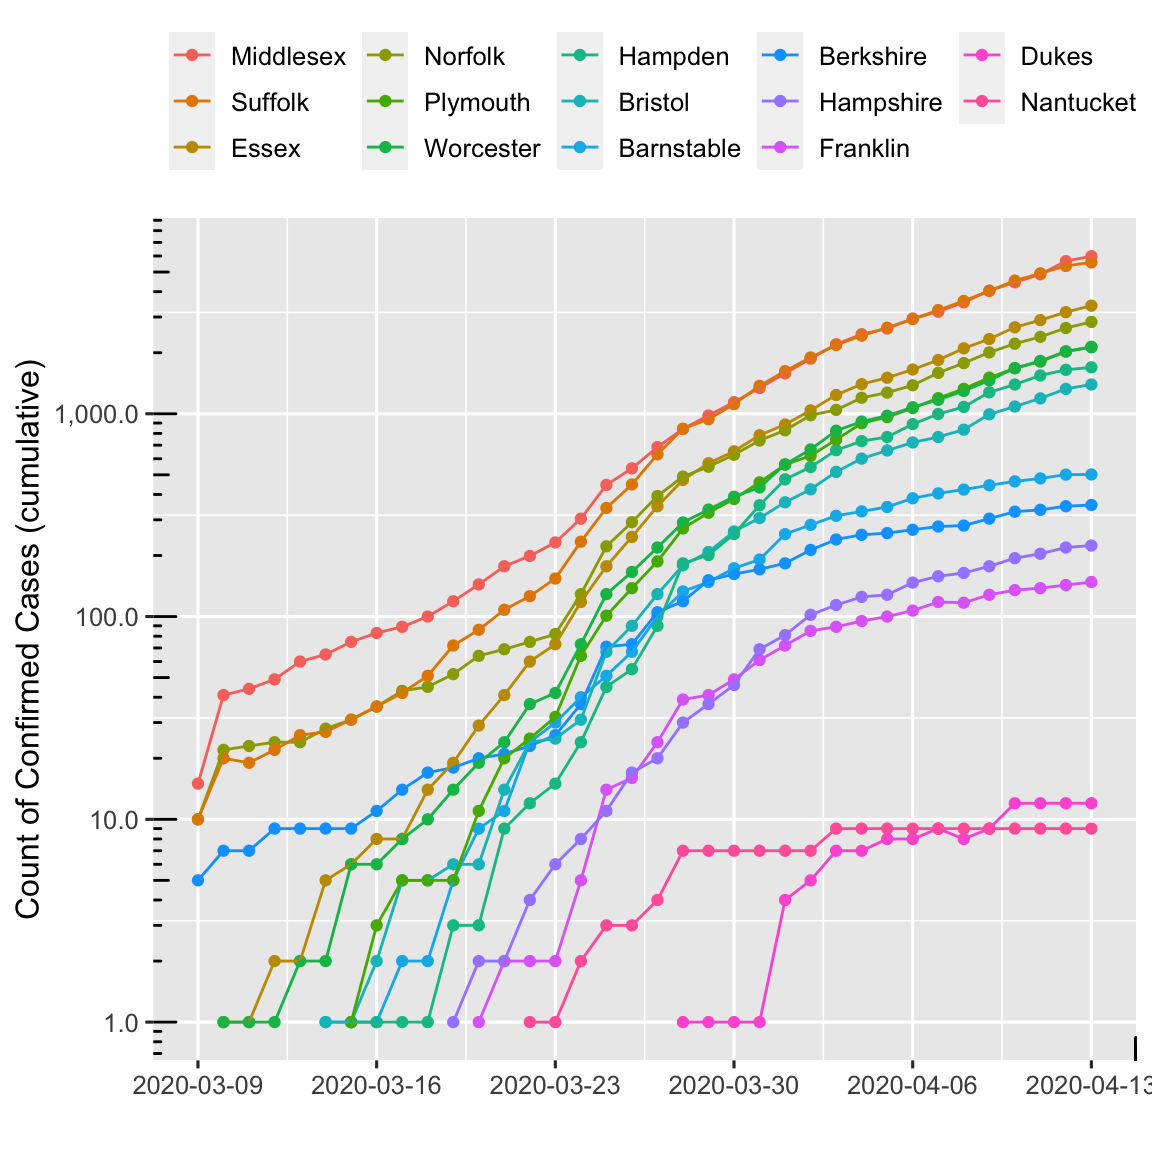 Middlesex Norfolk Hampden Berkshire Dukes
Suffolk Plymouth Bristol Hampshire Nantucket
Essex Worcester Barnstable Franklin
Count of Confirmed Cases (cumulative)
1,000.0
100.0
10.0
1.0
2020-03-09 2020-03-16 2020-03-23 2020-03-30 2020-04-06 2020-04-13